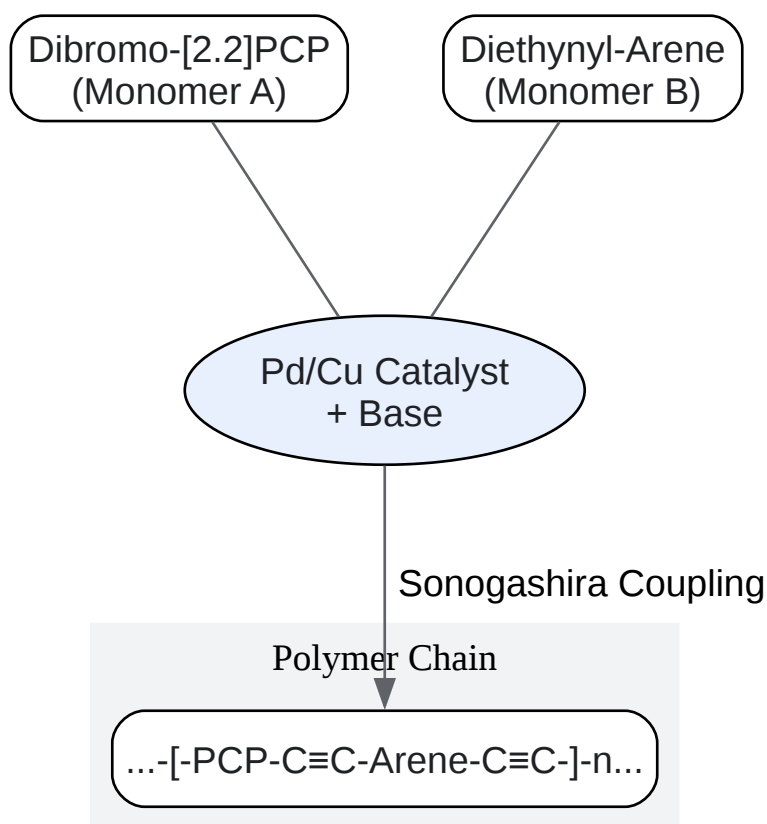 Dibromo-[2.2]PCP
(Monomer A)
Diethynyl-Arene
(Monomer B)
Pd/Cu Catalyst
+ Base
Sonogashira Coupling
Polymer Chain
...-[-PCP-C≡C-Arene-C≡C-]-n...